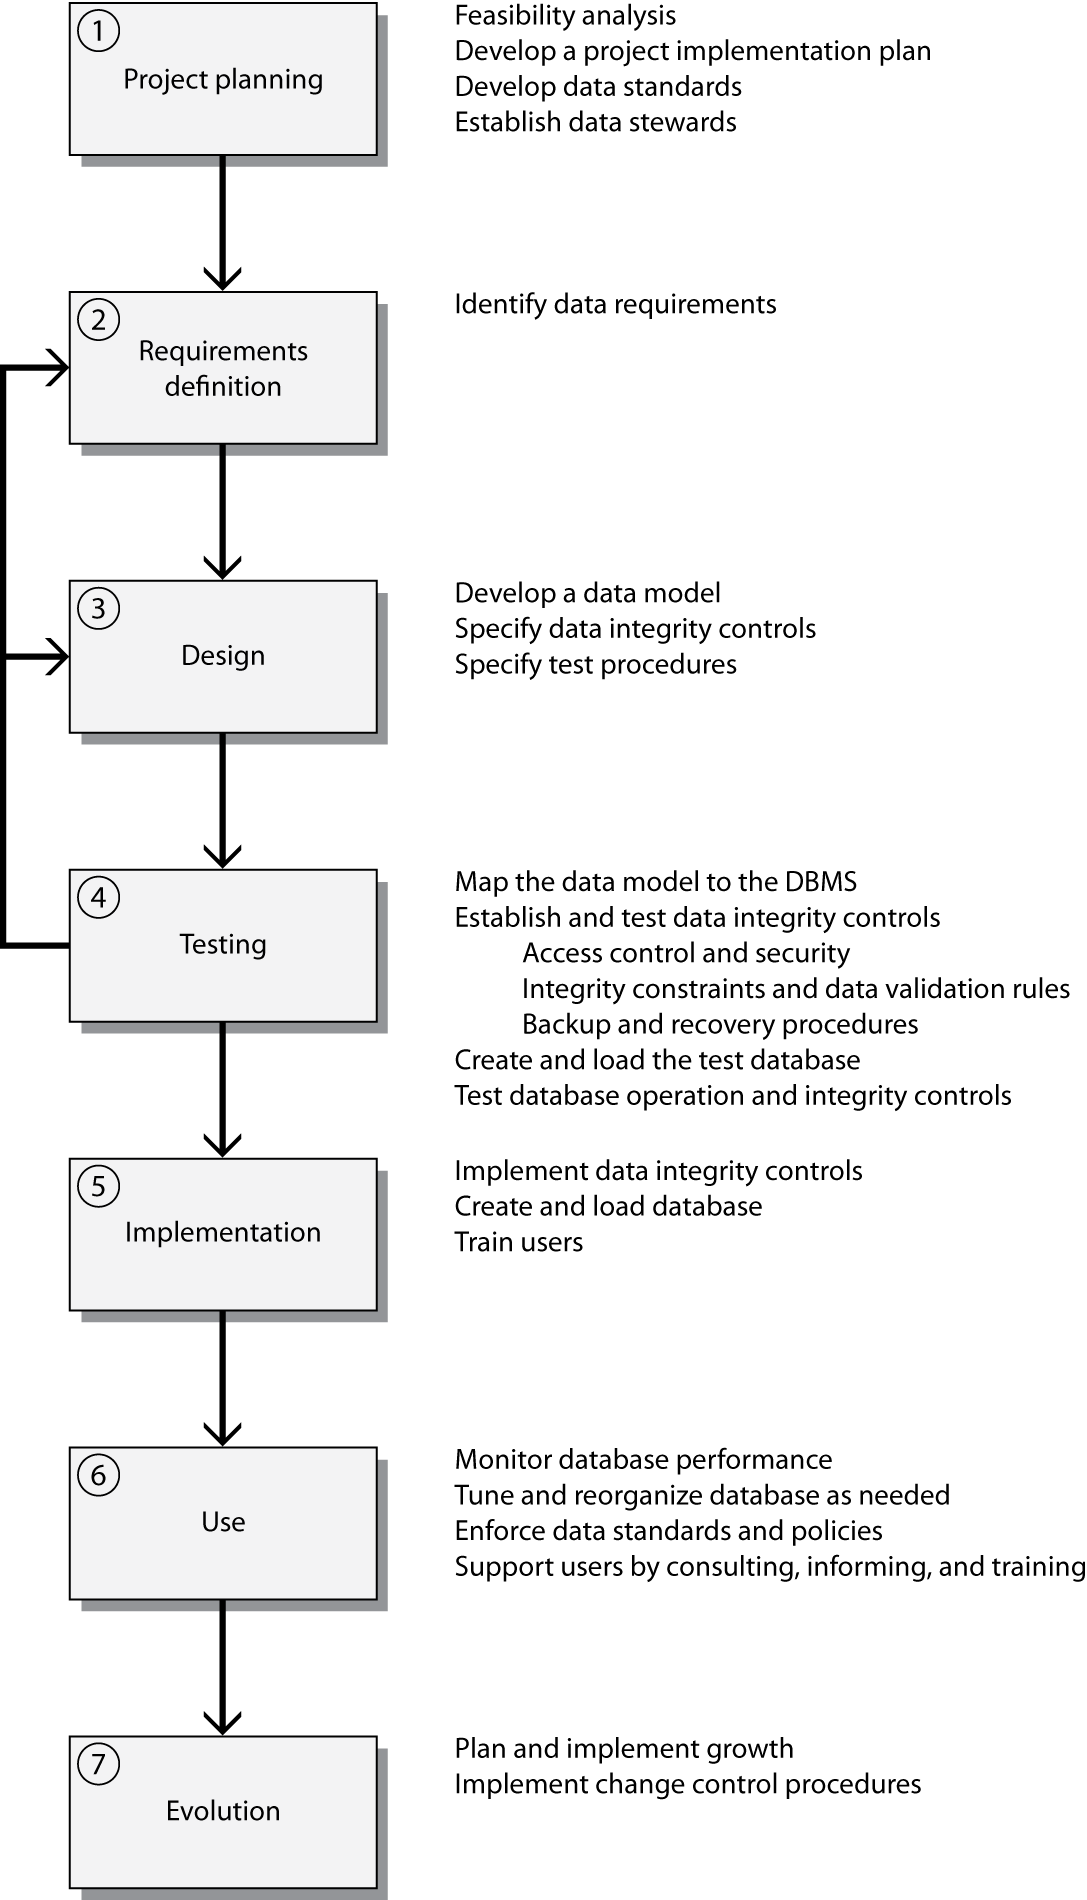 1
Project planning
Feasibility analysis
Develop a project implementation plan
Develop data standards
Establish data stewards
2
Requirements
definition
Identify data requirements
3
Design
Develop a data model
Specify data integrity controls
Specify test procedures
4
Testing
Map the data model to the DBMS
Establish and test data integrity controls
Access control and security
Integrity constraints and data validation rules
Backup and recovery procedures
Create and load the test database
Test database operation and integrity controls
5
Implementation
Implement data integrity controls
Create and load database
Train users
6
Use
Monitor database performance
Tune and reorganize database as needed
Enforce data standards and policies
Support users by consulting, informing, and training
7
Evolution
Plan and implement growth
Implement change control procedures